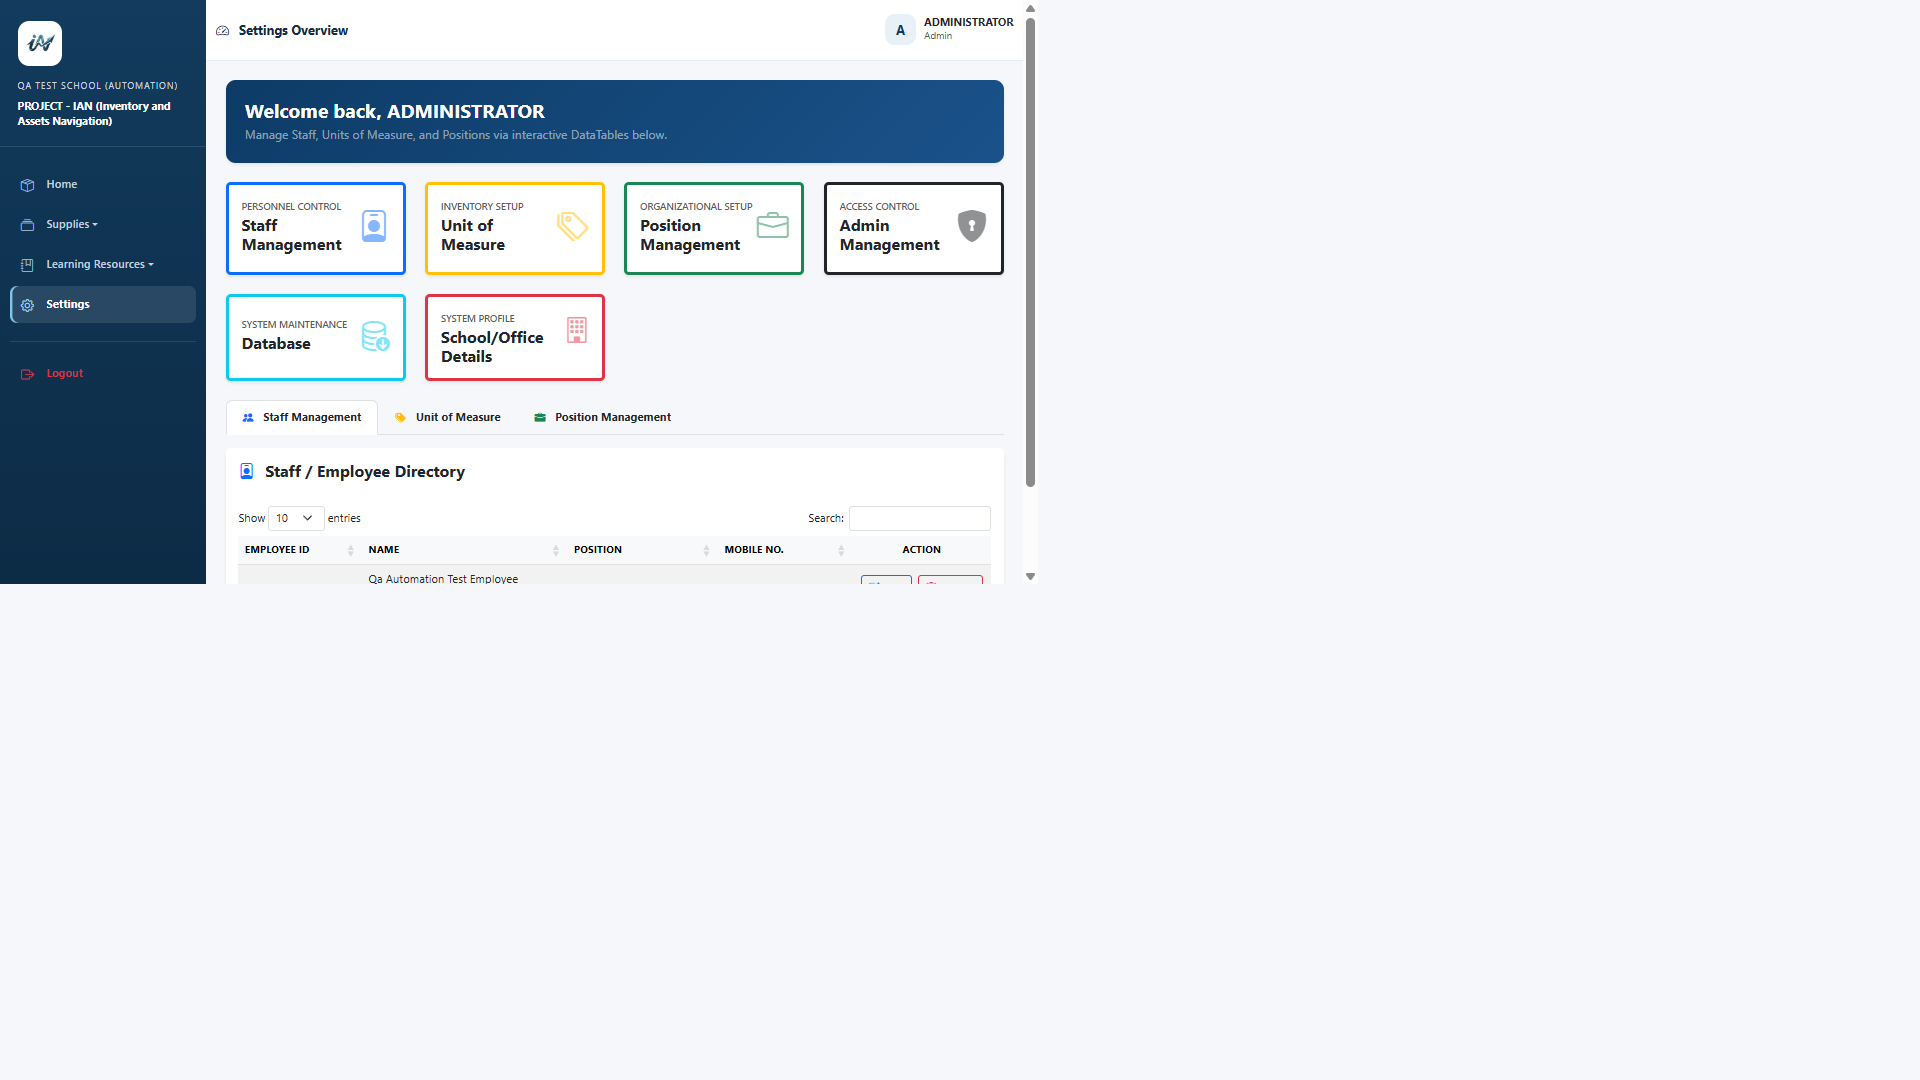 iAN
QA TEST SCHOOL (AUTOMATION)
PROJECT - IAN (Inventory and
Assets Navigation)
Home
Supplies
Learning Resources
Settings
Logout
Settings Overview
A
ADMINISTRATOR
Admin
Welcome back, ADMINISTRATOR
Manage Staff, Units of Measure, and Positions via interactive DataTables below.
PERSONNEL CONTROL
Staff
Management
INVENTORY SETUP
Unit of
Measure
ORGANIZATIONAL SETUP
Position
Management
ACCESS CONTROL
Admin
Management
SYSTEM MAINTENANCE
Database
SYSTEM PROFILE
School/Office
Details
Staff Management
Unit of Measure
Position Management
Staff / Employee Directory
Show 10 entries
Search:
EMPLOYEE ID
NAME
POSITION
MOBILE NO.
ACTION
Qa Automation Test Employee